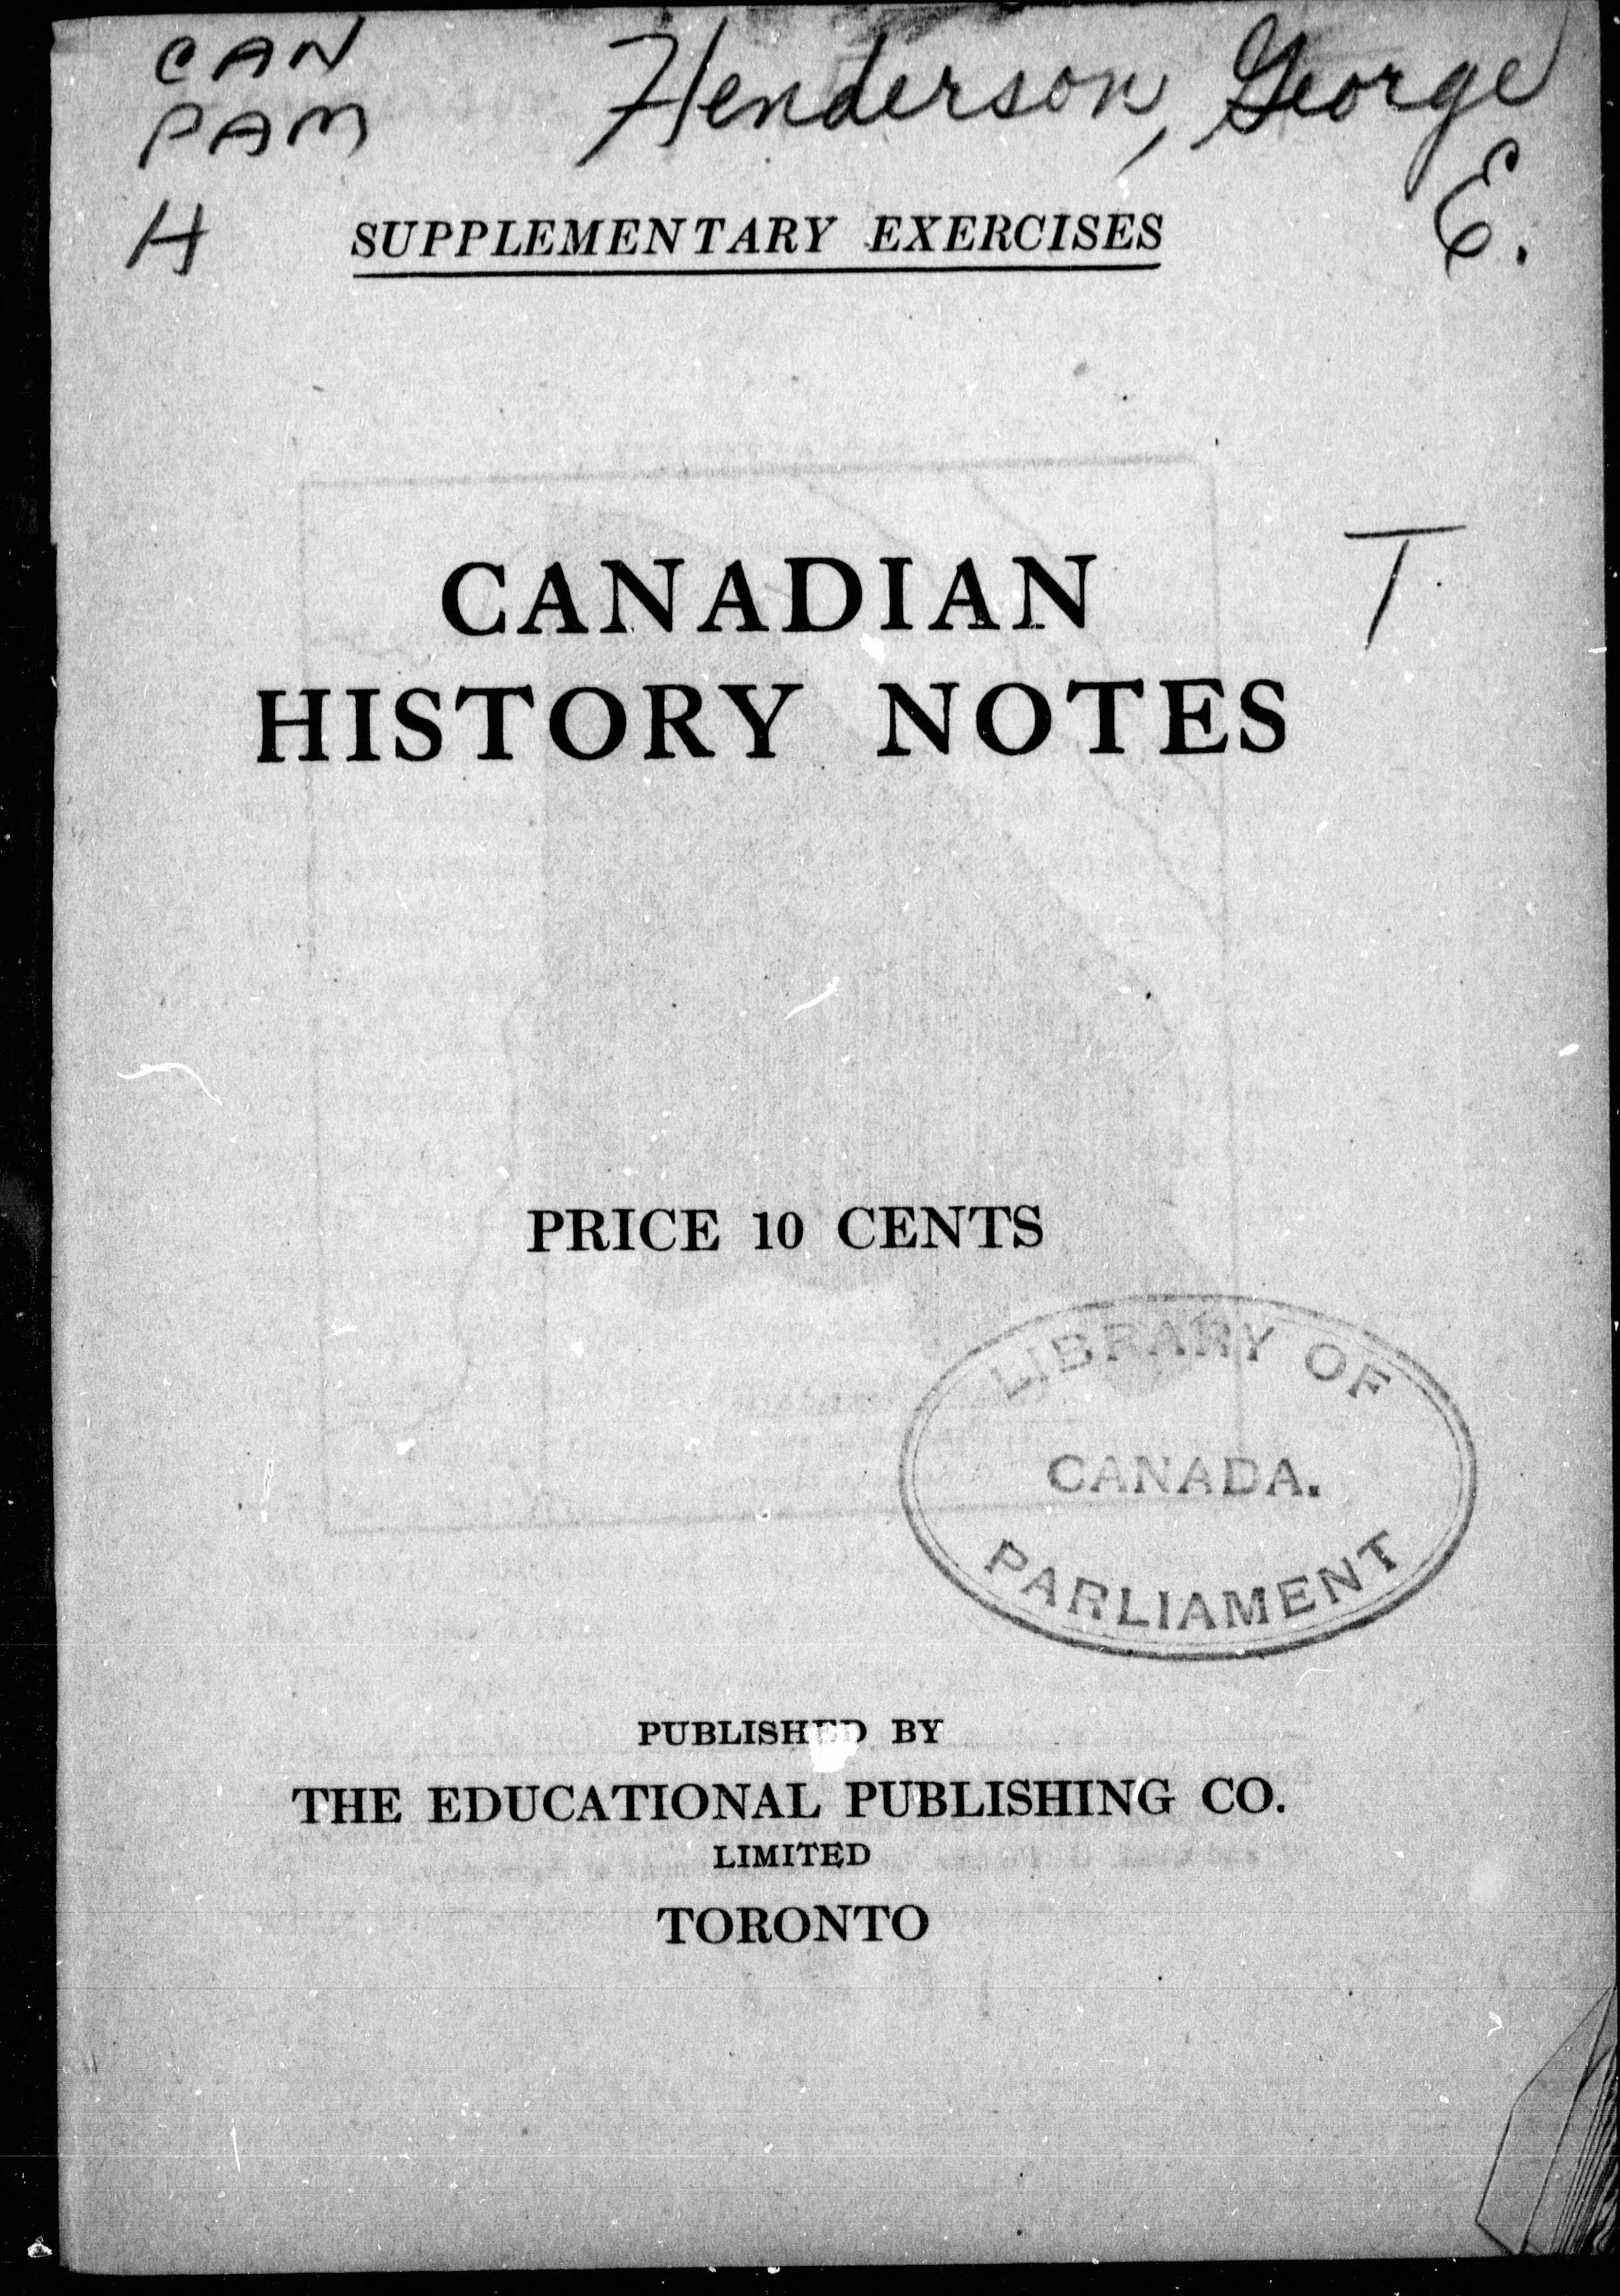 CAN
PAM
H
Henderson, George
E.
SUPPLEMENTARY EXERCISES
T
CANADIAN
HISTORY NOTES
PRICE 10 CENTS
LIBRARY OF
CANADA.
PARLIAMENT
PUBLISHED BY
THE EDUCATIONAL PUBLISHING CO.
LIMITED
TORONTO